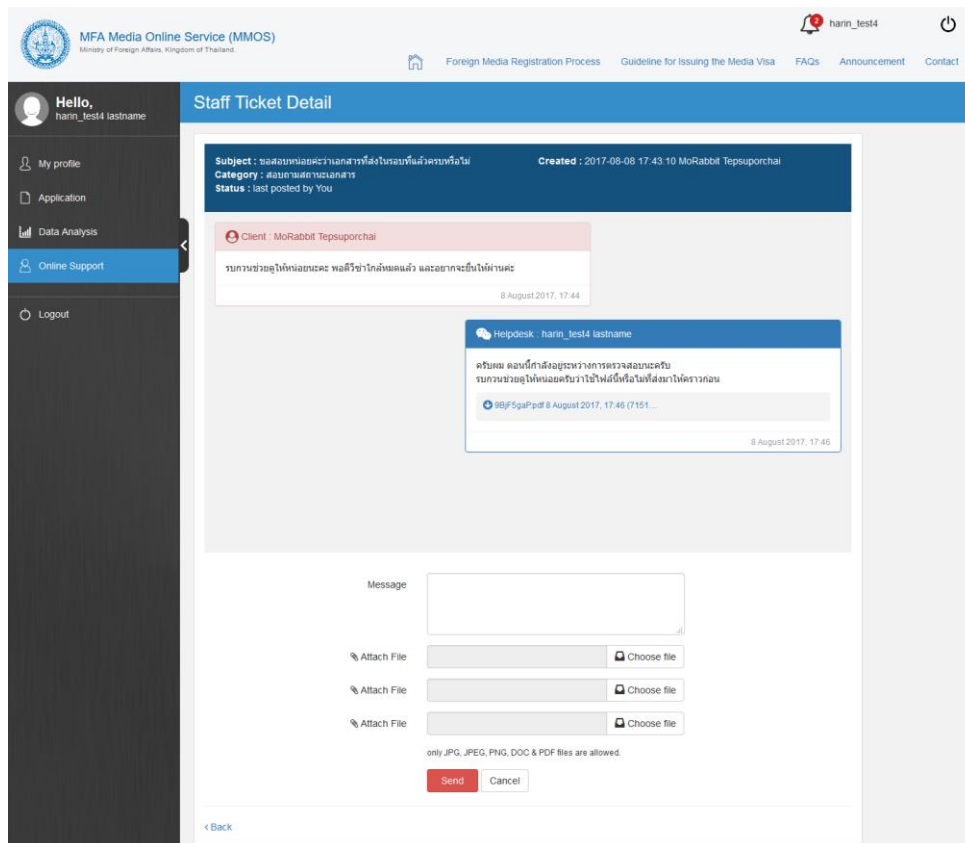 MFA Media Online Service (MMOS)
Ministry of Foreign Affairs, Kingdom of Thailand.
2
harin_test4
Foreign Media Registration Process
Guideline for Issuing the Media Visa
FAQs
Announcement
Contact
Hello,
harin_test4 lastname
My profile
Application
Data Analysis
Online Support
Logout
Staff Ticket Detail
Subject : ขอสอบหน่อยค่ะว่าเอกสารที่ส่งในรอบที่แล้วครบหรือไม่
Category : สอบถามสถานะเอกสาร
Status : last posted by You
Created : 2017-08-08 17:43:10 MoRabbit Tepsuporchai
Client : MoRabbit Tepsuporchai
รบกวนช่วยดูให้หน่อยนะคะ พอดีวีซ่าใกล้หมดแล้ว และอยากจะยื่นให้ผ่านค่ะ
8 August 2017, 17:44
Helpdesk : harin_test4 lastname
ครับผม ตอนนี้กำลังอยู่ระหว่างการตรวจสอบนะครับ
รบกวนช่วยดูให้หน่อยครับว่าใช้ไฟล์นี้หรือไม่ที่ส่งมาให้คราวก่อน
9BjF5gaP.pdf 8 August 2017, 17:46 (7151...
8 August 2017, 17:46
Message
Attach File
Choose file
Attach File
Choose file
Attach File
Choose file
only JPG, JPEG, PNG, DOC & PDF files are allowed.
Send
Cancel
< Back